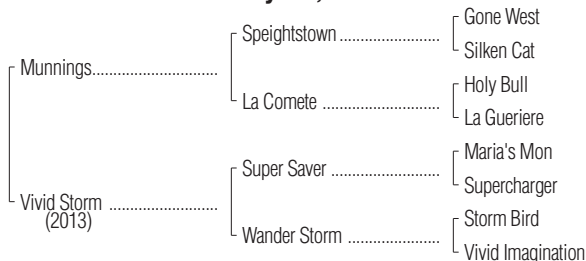 Gone West
Speightstown
Silken Cat
Munnings
Holy Bull
La Comete
La Gueriere
Maria's Mon
Super Saver
Supercharger
Vivid Storm
(2013)
Storm Bird
Wander Storm
Vivid Imagination